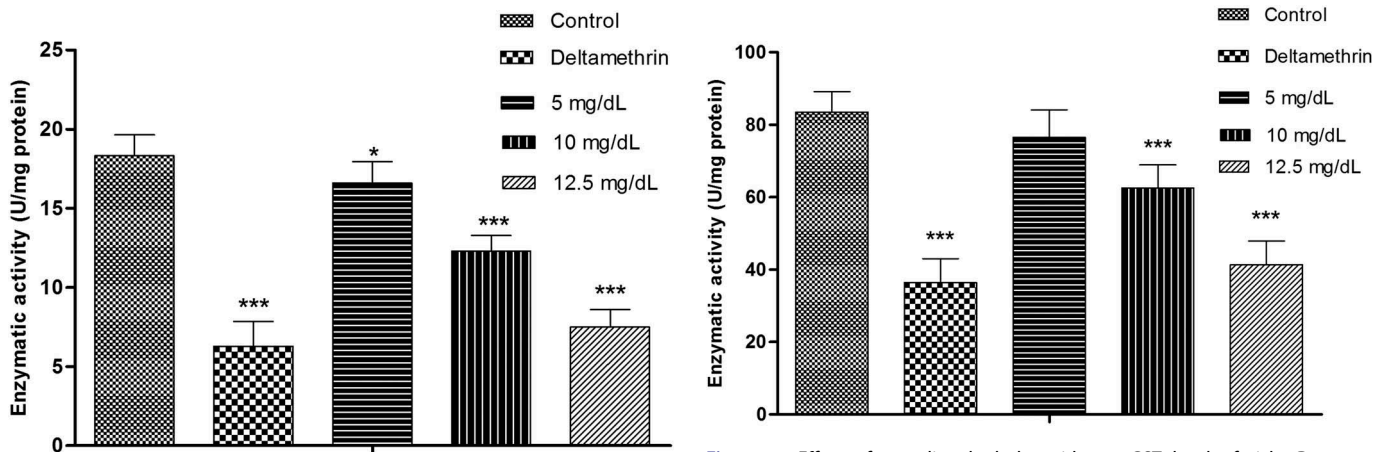 Control
Deltamethrin
5 mg/dL
10 mg/dL
12.5 mg/dL
Enzymatic activity (U/mg protein)
25
20
15
10
5
0
***
*
***
***
Control
Deltamethrin
5 mg/dL
10 mg/dL
12.5 mg/dL
Enzymatic activity (U/mg protein)
100
80
60
40
20
0
***
***
***